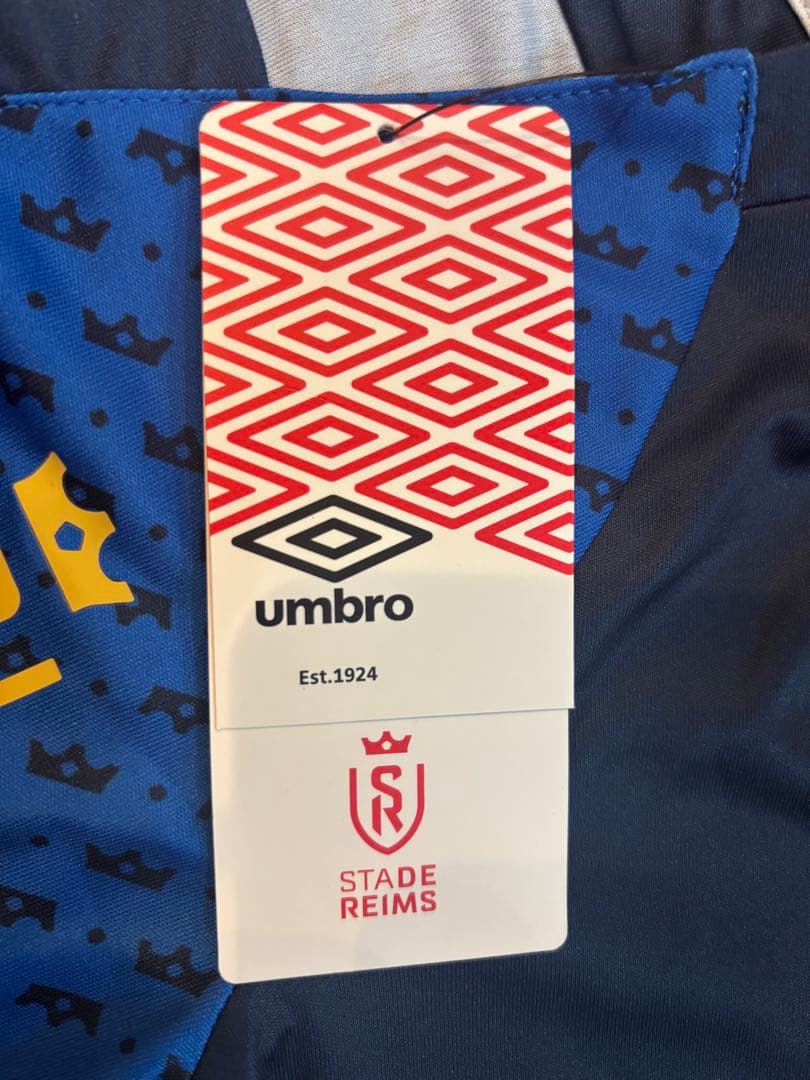 umbro
Est.1924
SR
STADE
REIMS